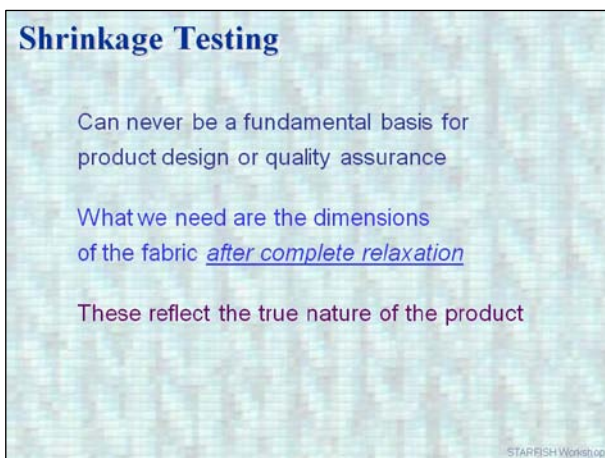 Shrinkage Testing
Can never be a fundamental basis for
product design or quality assurance
What we need are the dimensions
of the fabric after complete relaxation
These reflect the true nature of the product
STARFISH Workshop